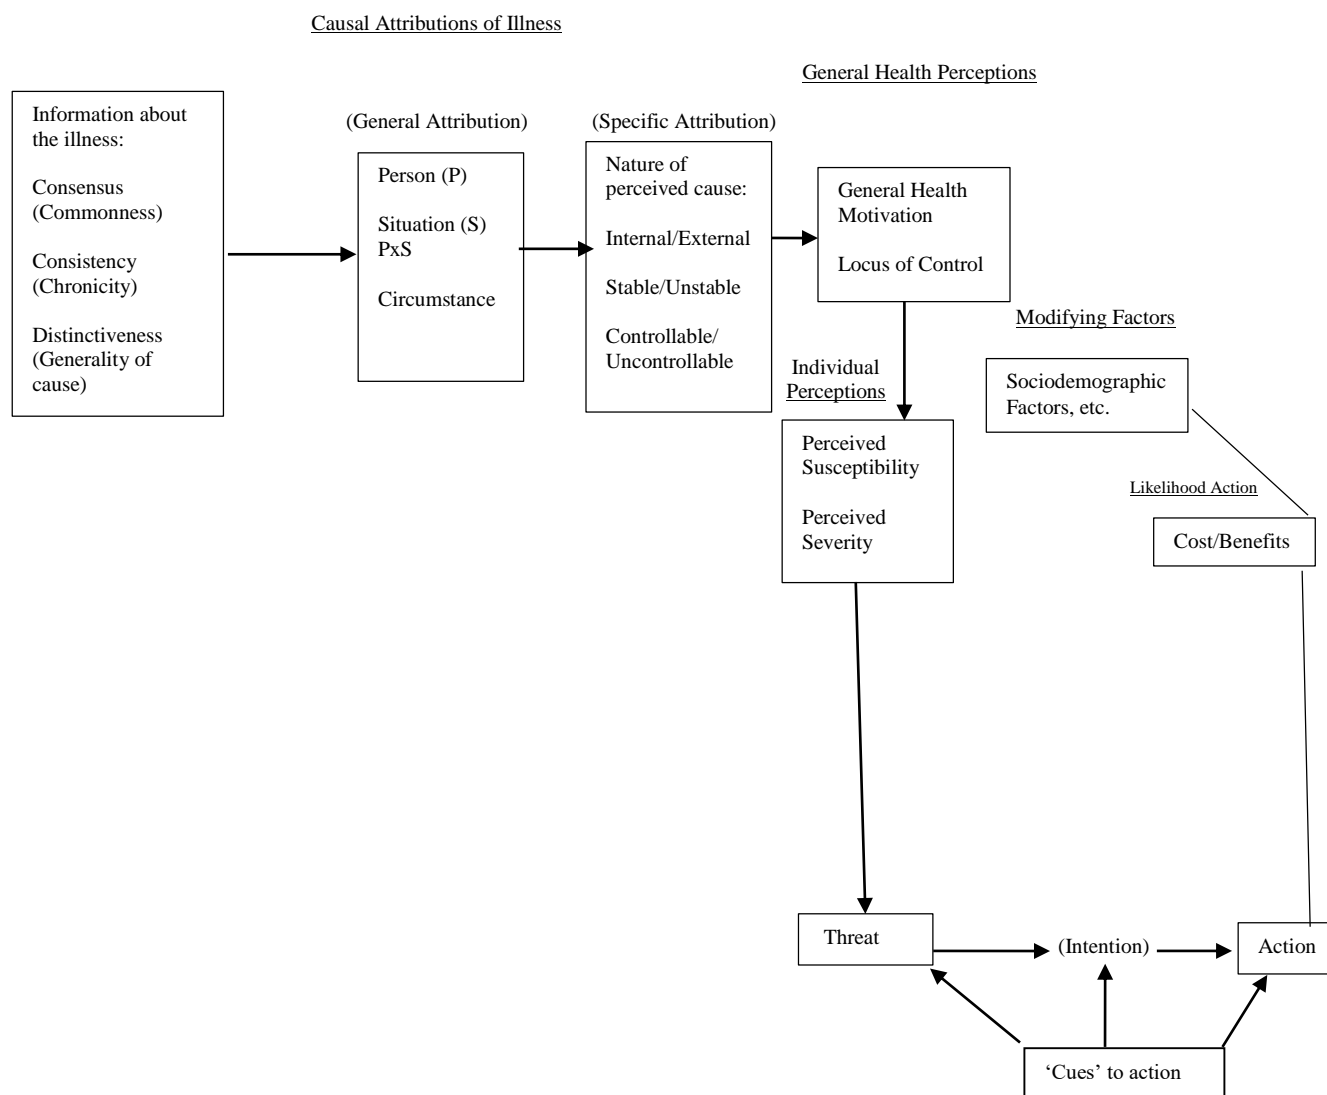 Causal Attributions of Illness
General Health Perceptions
Information about
the illness:
Consensus
(Commonness)
Consistency
(Chronicity)
Distinctiveness
(Generality of
cause)
(General Attribution)
Person (P)
Situation (S)
PxS
Circumstance
(Specific Attribution)
Nature of
perceived cause:
Internal/External
Stable/Unstable
Controllable/
Uncontrollable
General Health
Motivation
Locus of Control
Modifying Factors
Sociodemographic
Factors, etc.
Individual
Perceptions
Perceived
Susceptibility
Perceived
Severity
Likelihood Action
Cost/Benefits
Threat
(Intention)
Action
‘Cues’ to action